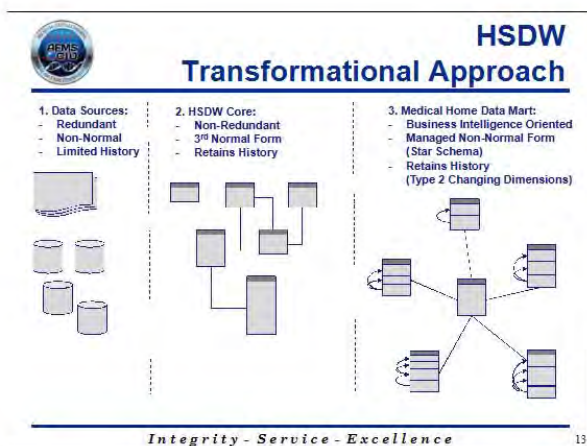 AFMS
CIO
HSDW
Transformational Approach
1. Data Sources:
- Redundant
- Non-Normal
- Limited History
2. HSDW Core:
- Non-Redundant
- 3rd Normal Form
- Retains History
3. Medical Home Data Mart:
- Business Intelligence Oriented
- Managed Non-Normal Form
(Star Schema)
- Retains History
(Type 2 Changing Dimensions)
Integrity - Service - Excellence
13